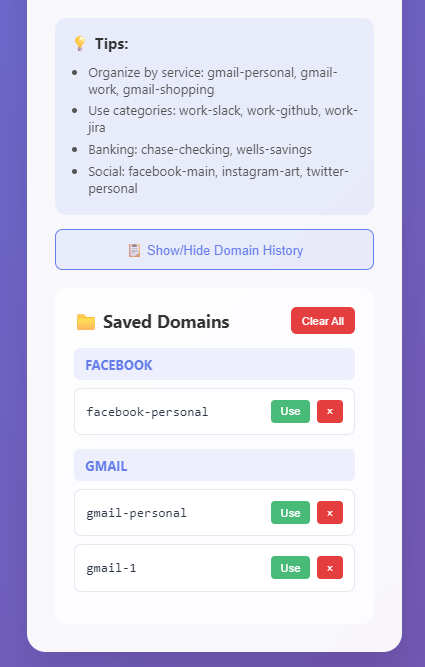 💡 Tips:
Organize by service: gmail-personal, gmail-
work, gmail-shopping
Use categories: work-slack, work-github, work-
jira
Banking: chase-checking, wells-savings
Social: facebook-main, instagram-art, twitter-
personal
📋 Show/Hide Domain History
📁 Saved Domains Clear All
FACEBOOK
facebook-personal Use ×
GMAIL
gmail-personal Use ×
gmail-1 Use ×